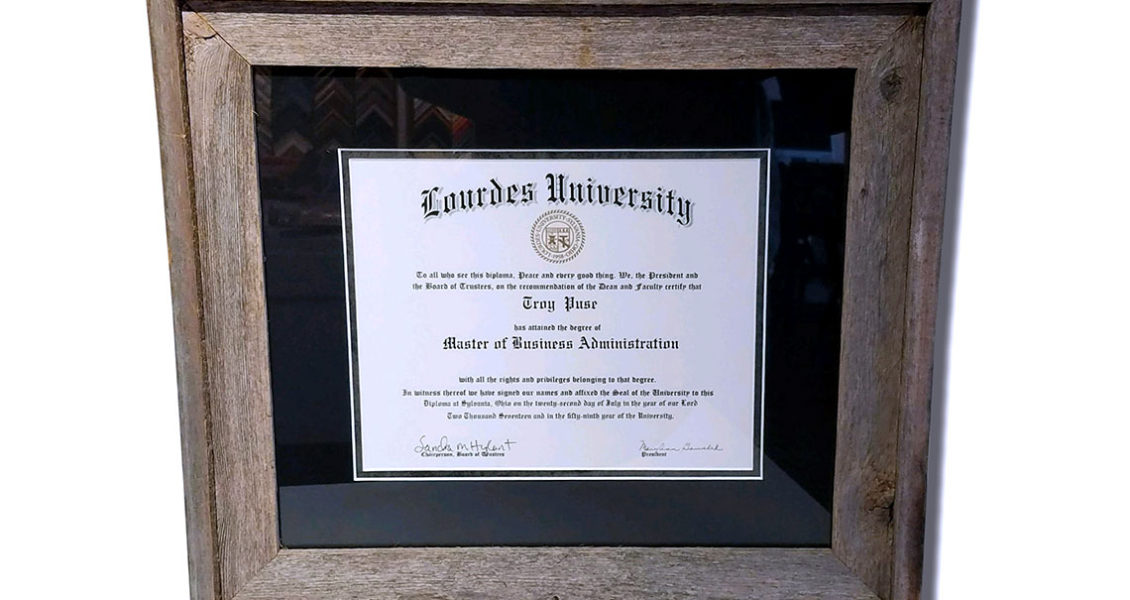 Lourdes University
To all who see this diploma, Peace and every good thing. We, the President and
the Board of Trustees, on the recommendation of the Dean and Faculty certify that
Troy Puse
has attained the degree of
Master of Business Administration
with all the rights and privileges belonging to that degree.
In witness thereof we have signed our names and affixed the Seal of the University to this
Diploma at Sylvania, Ohio on the twenty-second day of July in the year of our Lord
Two Thousand Seventeen and in the fifty-ninth year of the University.
Sandra M
Chairperson, Board of Trustees
President